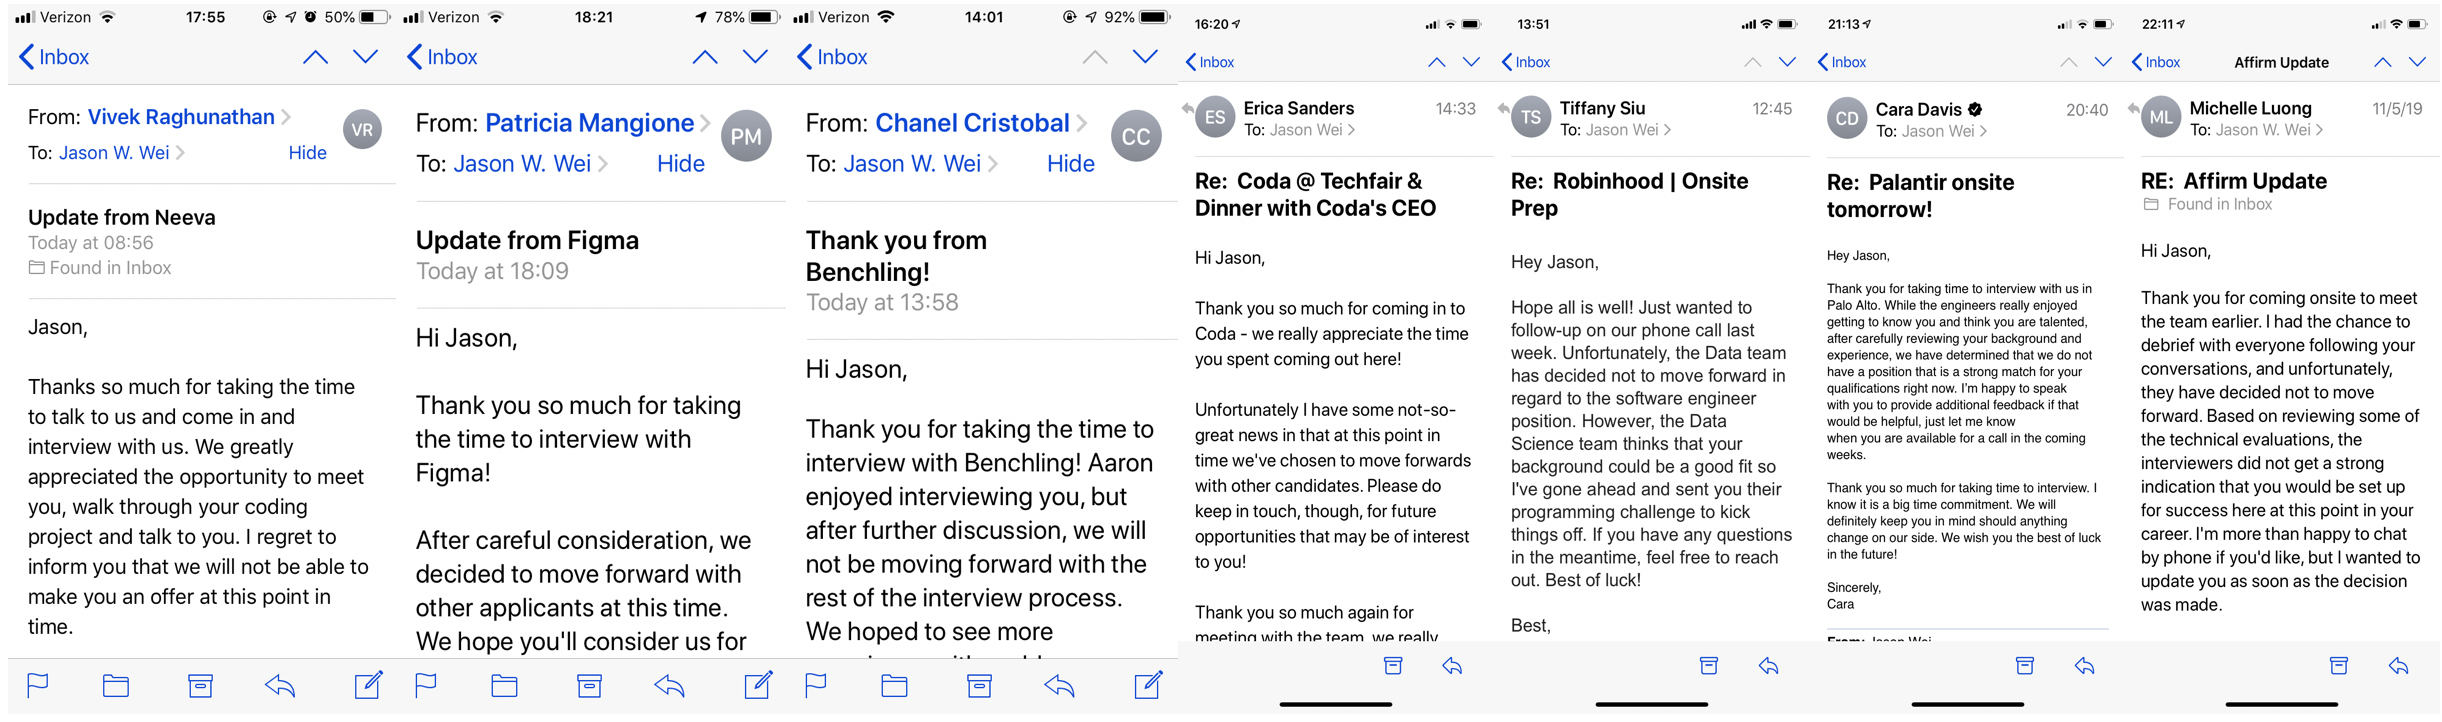 Verizon
17:55
50%
Inbox
From: Vivek Raghunathan
VR
To: Jason W. Wei
Hide
Update from Neeva
Today at 08:56
Found in Inbox
Jason,
Thanks so much for taking the time
to talk to us and come in and
interview with us. We greatly
appreciated the opportunity to meet
you, walk through your coding
project and talk to you. I regret to
inform you that we will not be able to
make you an offer at this point in
time.
Verizon
18:21
78%
Inbox
From: Patricia Mangione
PM
To: Jason W. Wei
Hide
Update from Figma
Today at 18:09
Hi Jason,
Thank you so much for taking
the time to interview with
Figma!
After careful consideration, we
decided to move forward with
other applicants at this time.
We hope you'll consider us for
Verizon
14:01
92%
Inbox
From: Chanel Cristobal
CC
To: Jason W. Wei
Hide
Thank you from
Benchling!
Today at 13:58
Hi Jason,
Thank you for taking the time to
interview with Benchling! Aaron
enjoyed interviewing you, but
after further discussion, we will
not be moving forward with the
rest of the interview process.
We hoped to see more
16:20
Inbox
ES
Erica Sanders
14:33
To: Jason Wei
Re: Coda @ Techfair &
Dinner with Coda's CEO
Hi Jason,
Thank you so much for coming in to
Coda - we really appreciate the time
you spent coming out here!
Unfortunately I have some not-so-
great news in that at this point in
time we've chosen to move forwards
with other candidates. Please do
keep in touch, though, for future
opportunities that may be of interest
to you!
Thank you so much again for
meeting with the team, we really
13:51
Inbox
TS
Tiffany Siu
12:45
To: Jason Wei
Re: Robinhood | Onsite
Prep
Hey Jason,
Hope all is well! Just wanted to
follow-up on our phone call last
week. Unfortunately, the Data team
has decided not to move forward in
regard to the software engineer
position. However, the Data
Science team thinks that your
background could be a good fit so
I've gone ahead and sent you their
programming challenge to kick
things off. If you have any questions
in the meantime, feel free to reach
out. Best of luck!
Best,
21:13
Inbox
CD
Cara Davis
20:40
To: Jason Wei
Re: Palantir onsite
tomorrow!
Hey Jason,
Thank you for taking time to interview with us in
Palo Alto. While the engineers really enjoyed
getting to know you and think you are talented,
after carefully reviewing your background and
experience, we have determined that we do not
have a position that is a strong match for your
qualifications right now. I'm happy to speak
with you to provide additional feedback if that
would be helpful, just let me know
when you are available for a call in the coming
weeks.
Thank you so much for taking time to interview. I
know it is a big time commitment. We will
definitely keep you in mind should anything
change on our side. We wish you the best of luck
in the future!
Sincerely,
Cara
From: Jason Wei
22:11
Inbox
Affirm Update
ML
Michelle Luong
11/5/19
To: Jason Wei
RE: Affirm Update
Found in Inbox
Hi Jason,
Thank you for coming onsite to meet
the team earlier. I had the chance to
debrief with everyone following your
conversations, and unfortunately,
they have decided not to move
forward. Based on reviewing some of
the technical evaluations, the
interviewers did not get a strong
indication that you would be set up
for success here at this point in your
career. I'm more than happy to chat
by phone if you'd like, but I wanted to
update you as soon as the decision
was made.